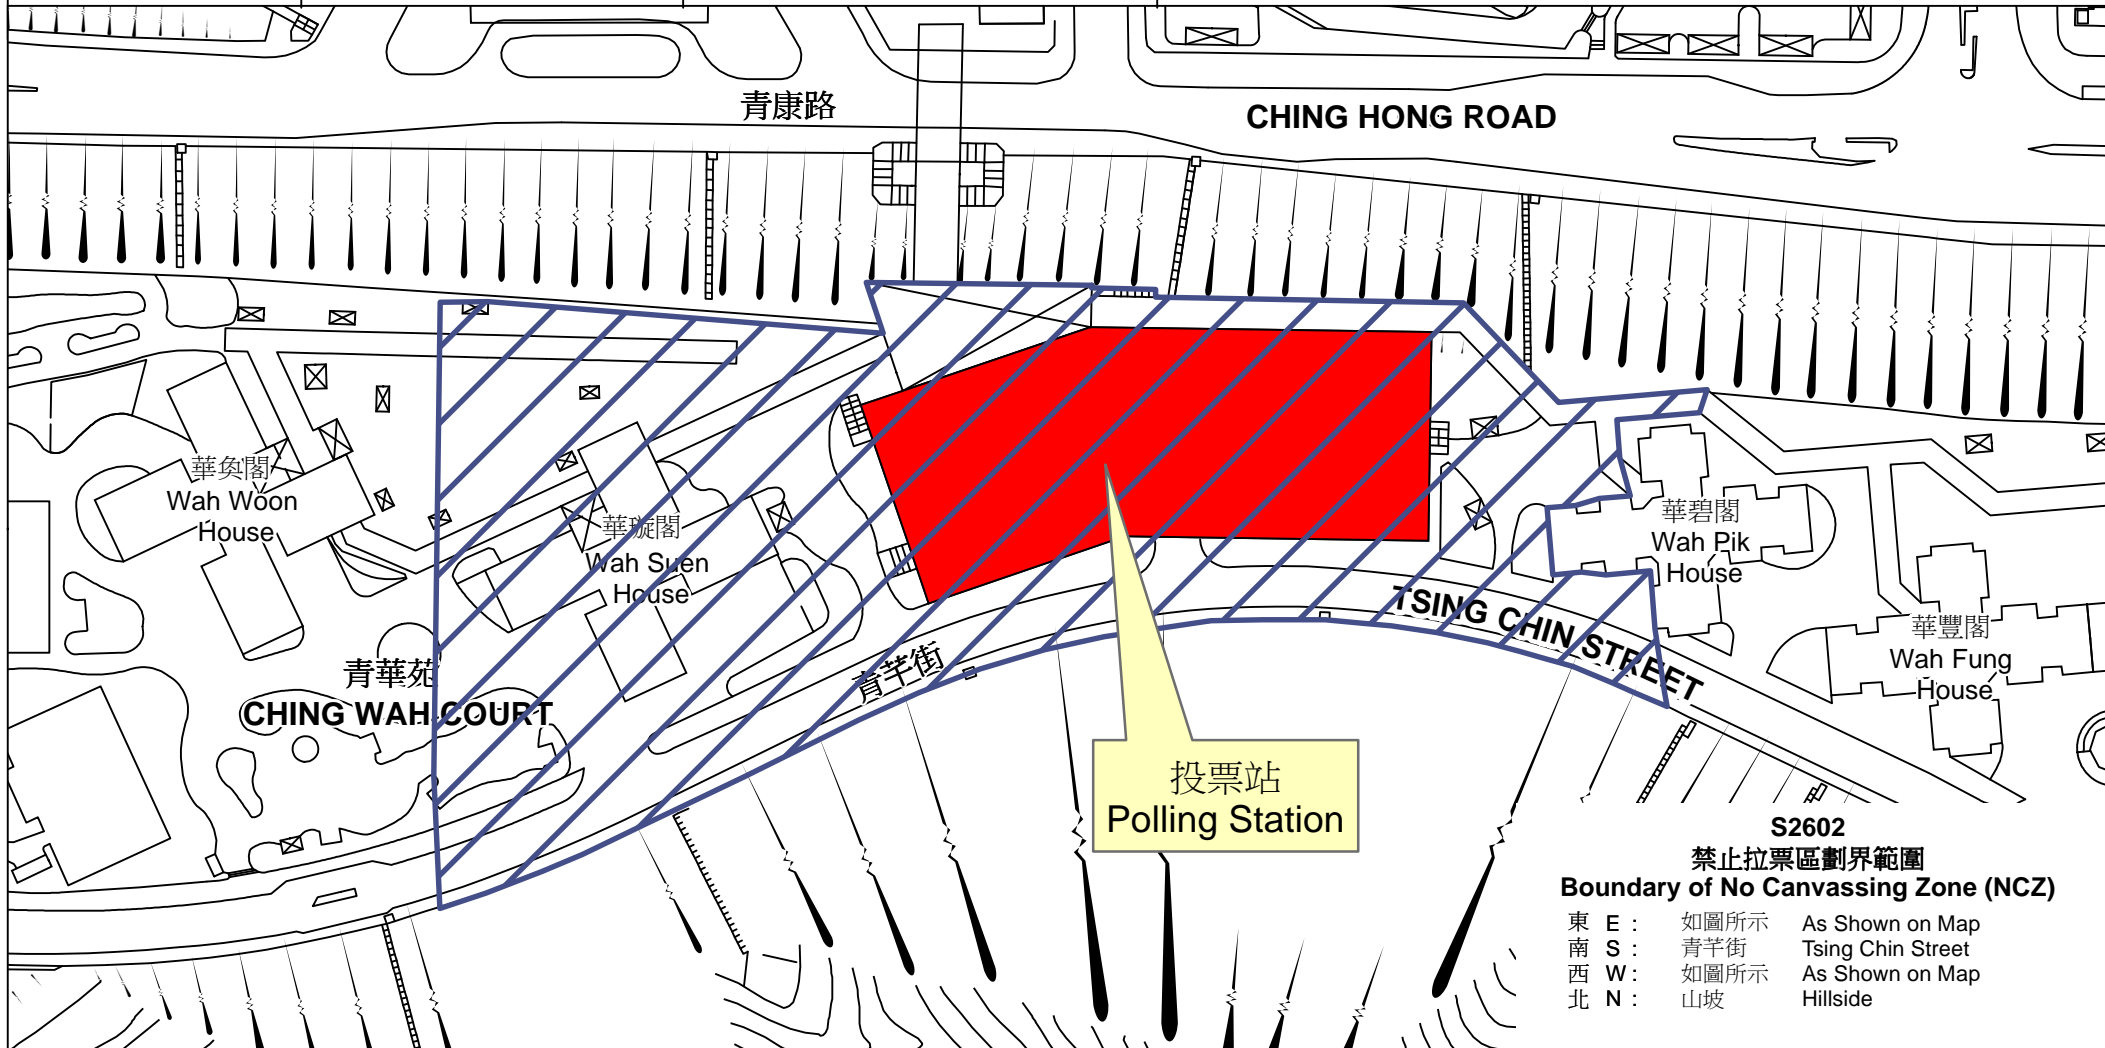 青康路
CHING HONG ROAD
華奐閣
Wah Woon
House
華璇閣
Wah Suen
House
華碧閣
Wah Pik
House
華豐閣
Wah Fung
House
青華苑
CHING WAH COURT
青芊街
TSING CHIN STREET
投票站
Polling Station
S2602
禁止拉票區劃界範圍
Boundary of No Canvassing Zone (NCZ)
東 E : 如圖所示 As Shown on Map
南 S : 青芊街 Tsing Chin Street
西 W : 如圖所示 As Shown on Map
北 N : 山坡 Hillside